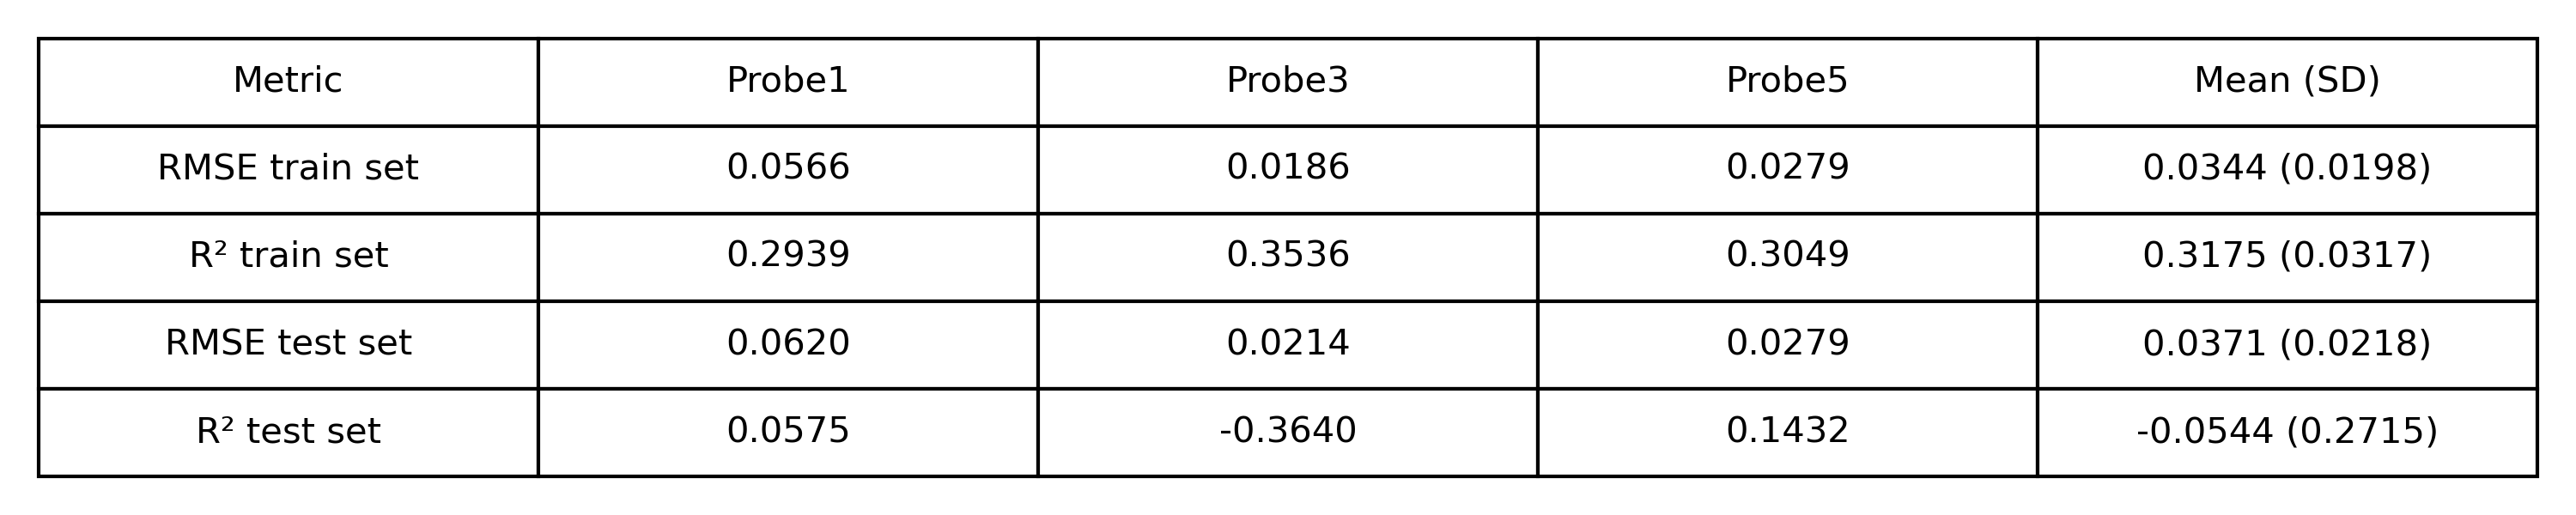 Metric Probe1 Probe3 Probe5 Mean (SD)
RMSE train set 0.0566 0.0186 0.0279 0.0344 (0.0198)
R² train set 0.2939 0.3536 0.3049 0.3175 (0.0317)
RMSE test set 0.0620 0.0214 0.0279 0.0371 (0.0218)
R² test set 0.0575 -0.3640 0.1432 -0.0544 (0.2715)